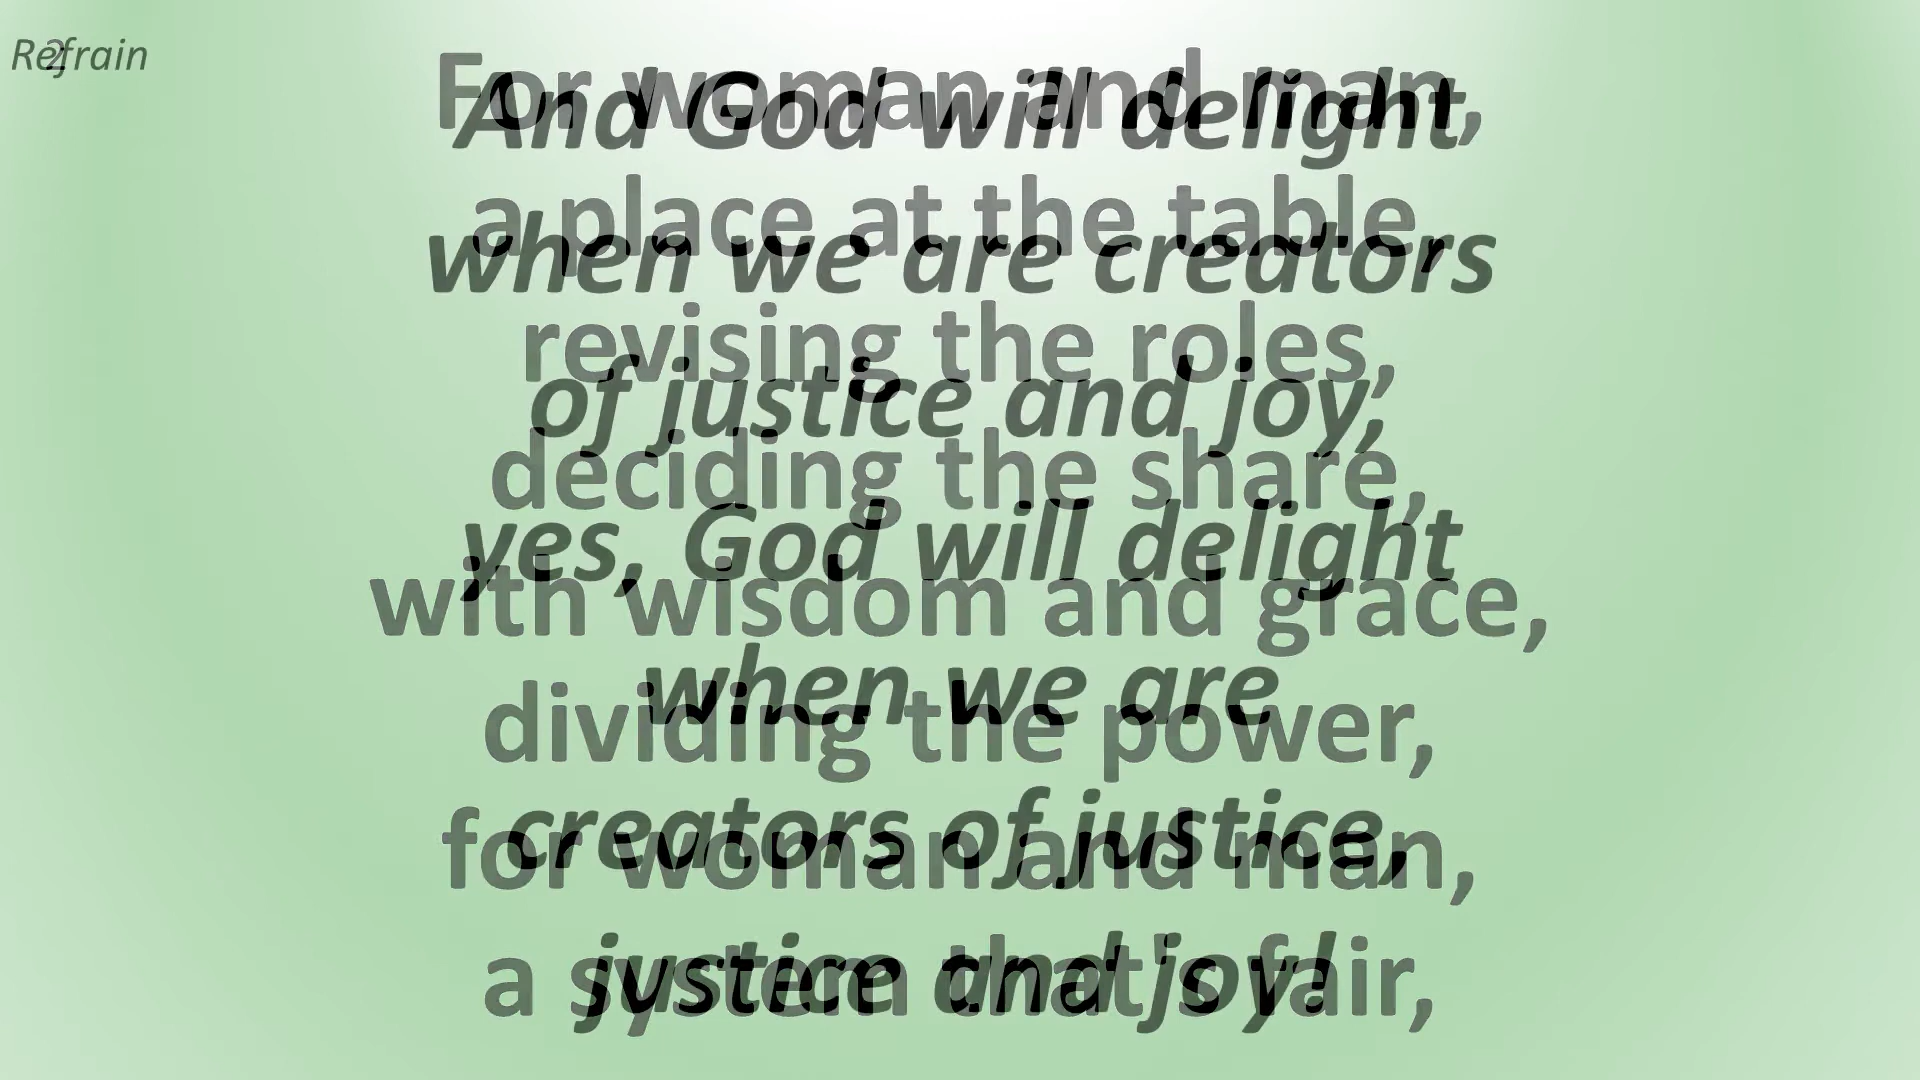 Refrain
And God will delight,
when we are creators
of justice and joy,
yes, God will delight
when we are
creators of justice,
justice and joy!
2
For woman and man,
a place at the table,
revising the roles,
deciding the share,
with wisdom and grace,
dividing the power,
for woman and man,
a system that's fair,